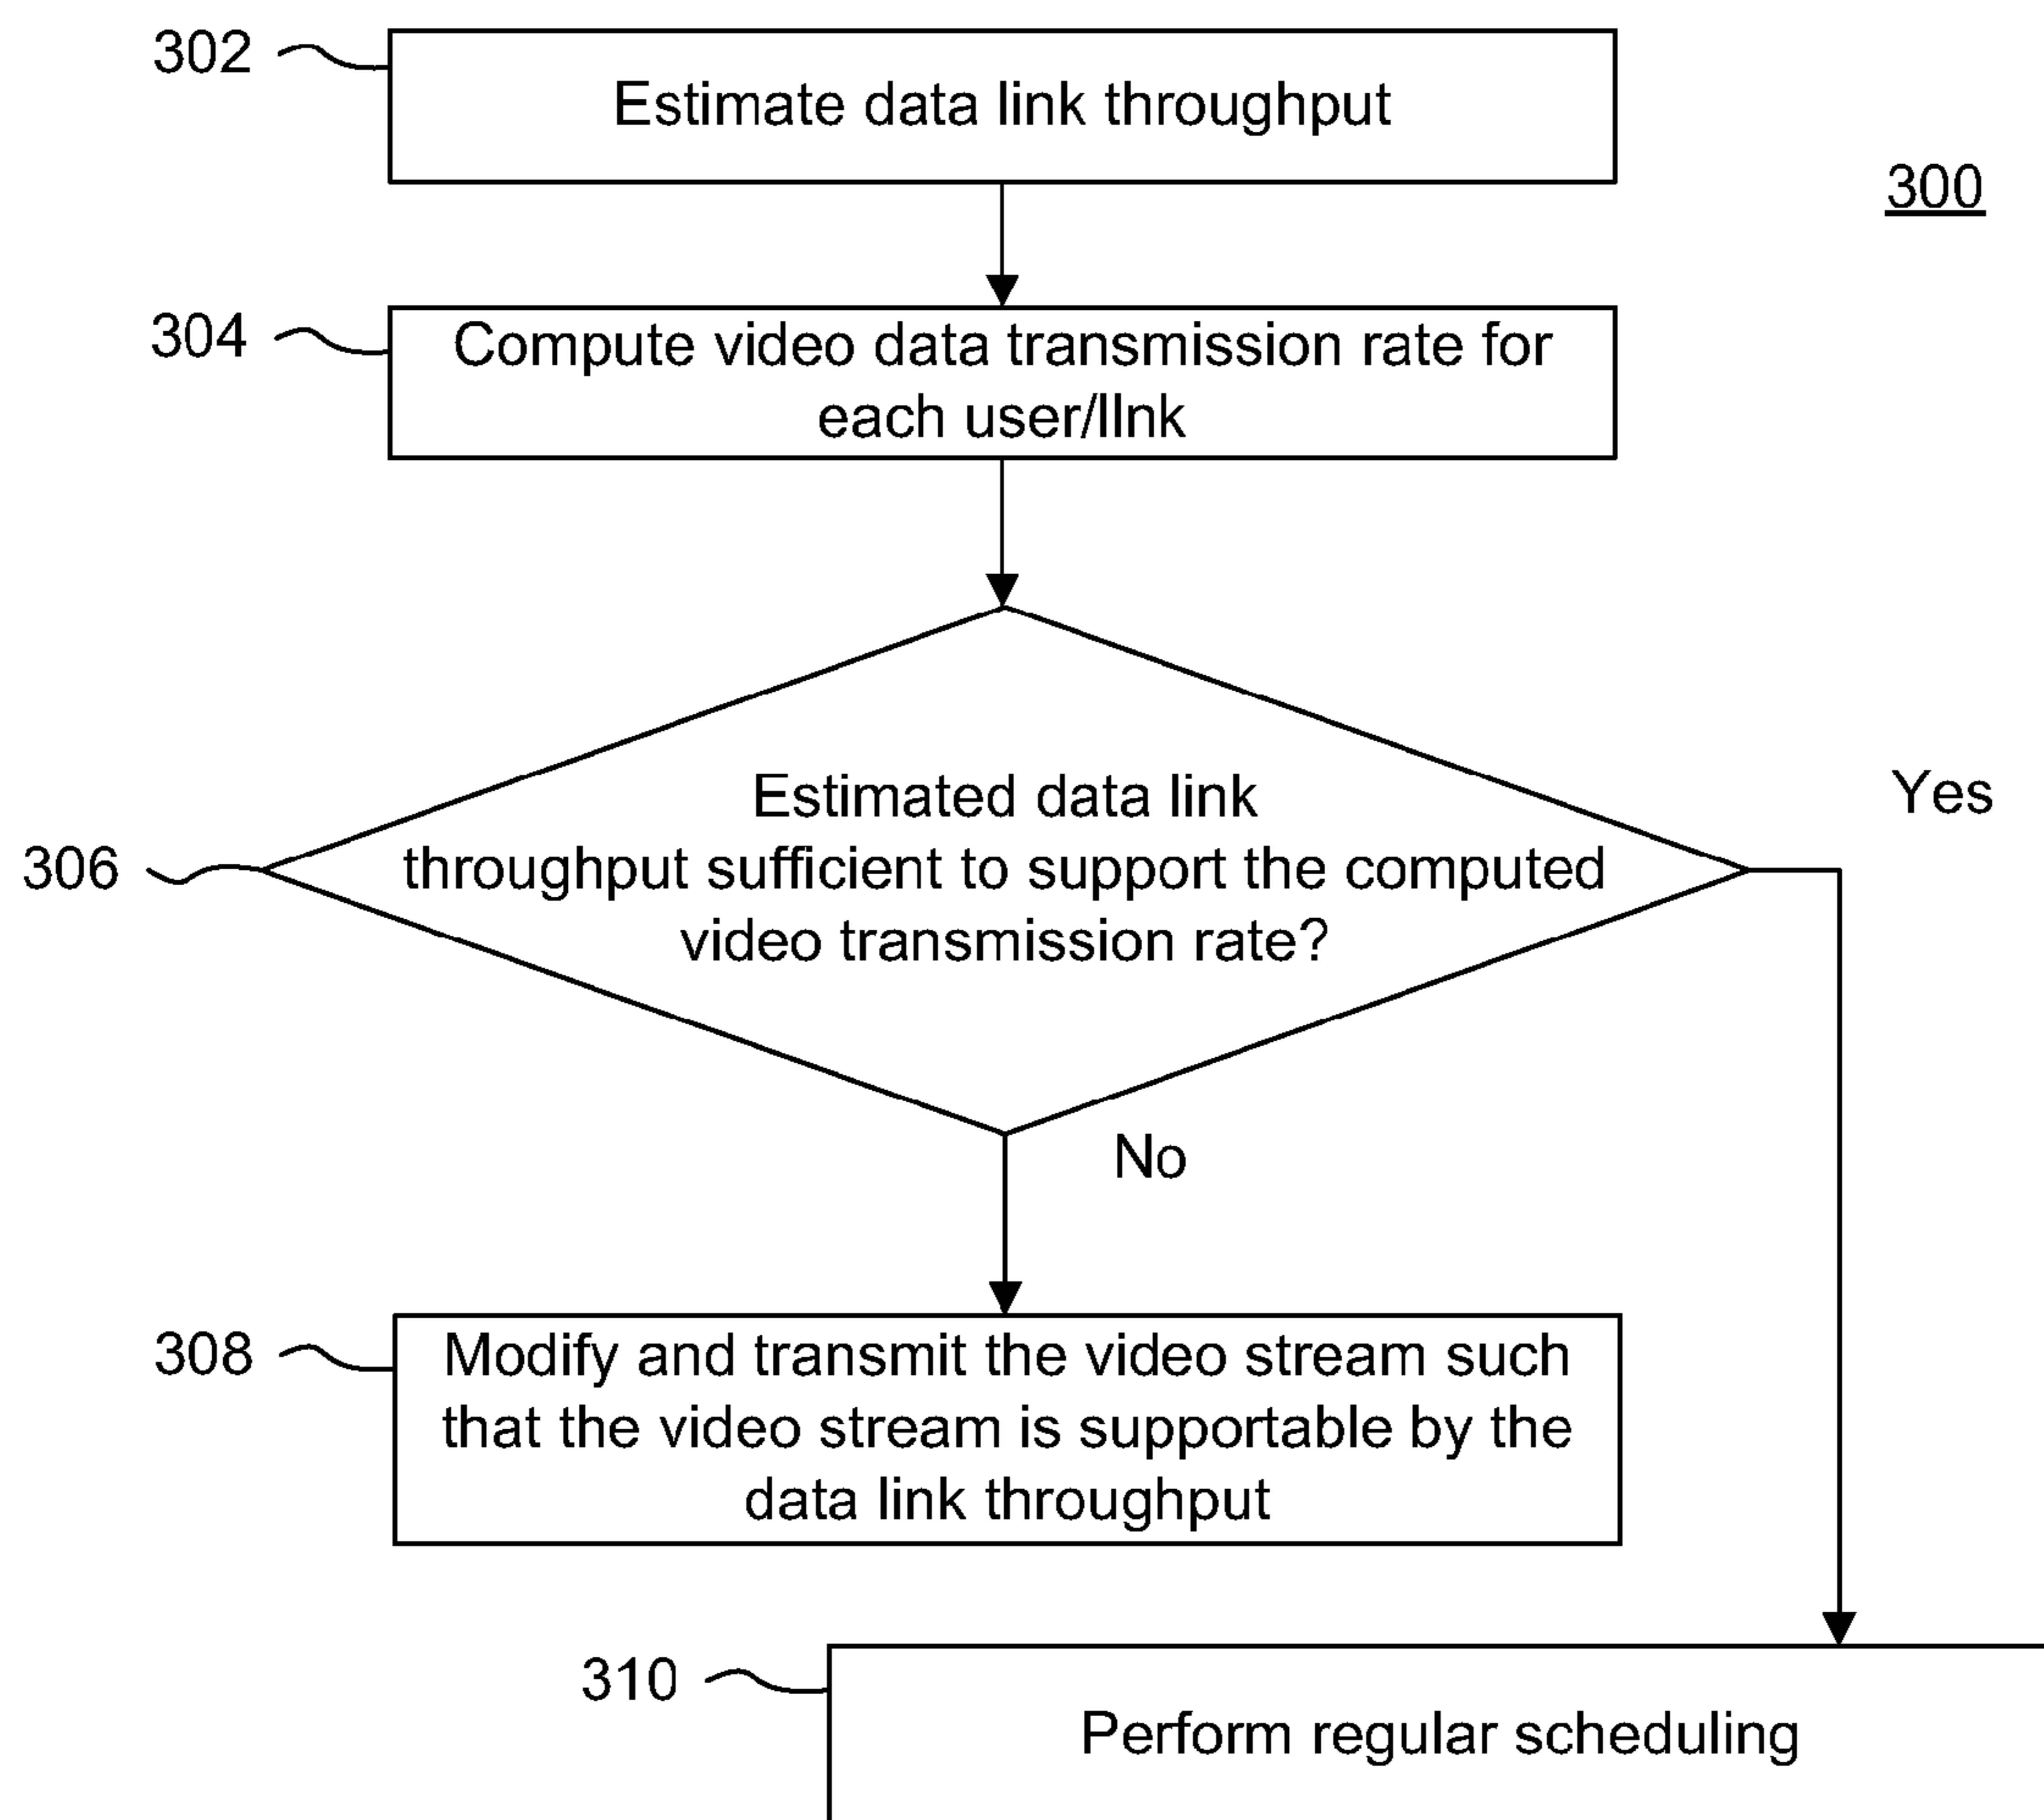 302
Estimate data link throughput
300
304
Compute video data transmission rate for
each user/lInk
306
Estimated data link
throughput sufficient to support the computed
video transmission rate?
Yes
No
308
Modify and transmit the video stream such
that the video stream is supportable by the
data link throughput
310
Perform regular scheduling